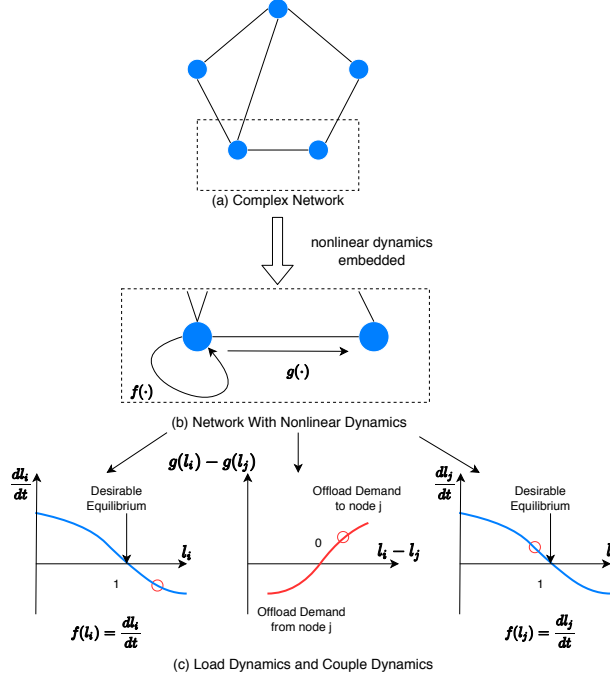 (a) Complex Network
nonlinear dynamics
embedded
g(·)
f(·)
(b) Network With Nonlinear Dynamics
dl_i/dt
Desirable
Equilibrium
l_i
1
f(l_i) = dl_i/dt
g(l_i) − g(l_j)
Offload Demand
to node j
0
l_i − l_j
Offload Demand
from node j
dl_j/dt
Desirable
Equilibrium
1
f(l_j) = dl_j/dt
(c) Load Dynamics and Couple Dynamics